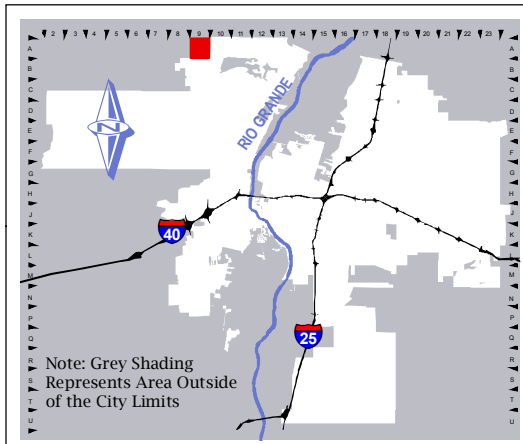 2 3 4 5 6 7 8 9 10 11 12 13 14 15 16 17 18 19 20 21 22 23
A
B
C
D
E
F
G
H
J
K
L
M
N
P
Q
R
S
T
U
N
RIO GRANDE
40
25
Note: Grey Shading
Represents Area Outside
of the City Limits
A
B
C
D
E
F
G
H
J
K
L
M
N
P
Q
R
S
T
U